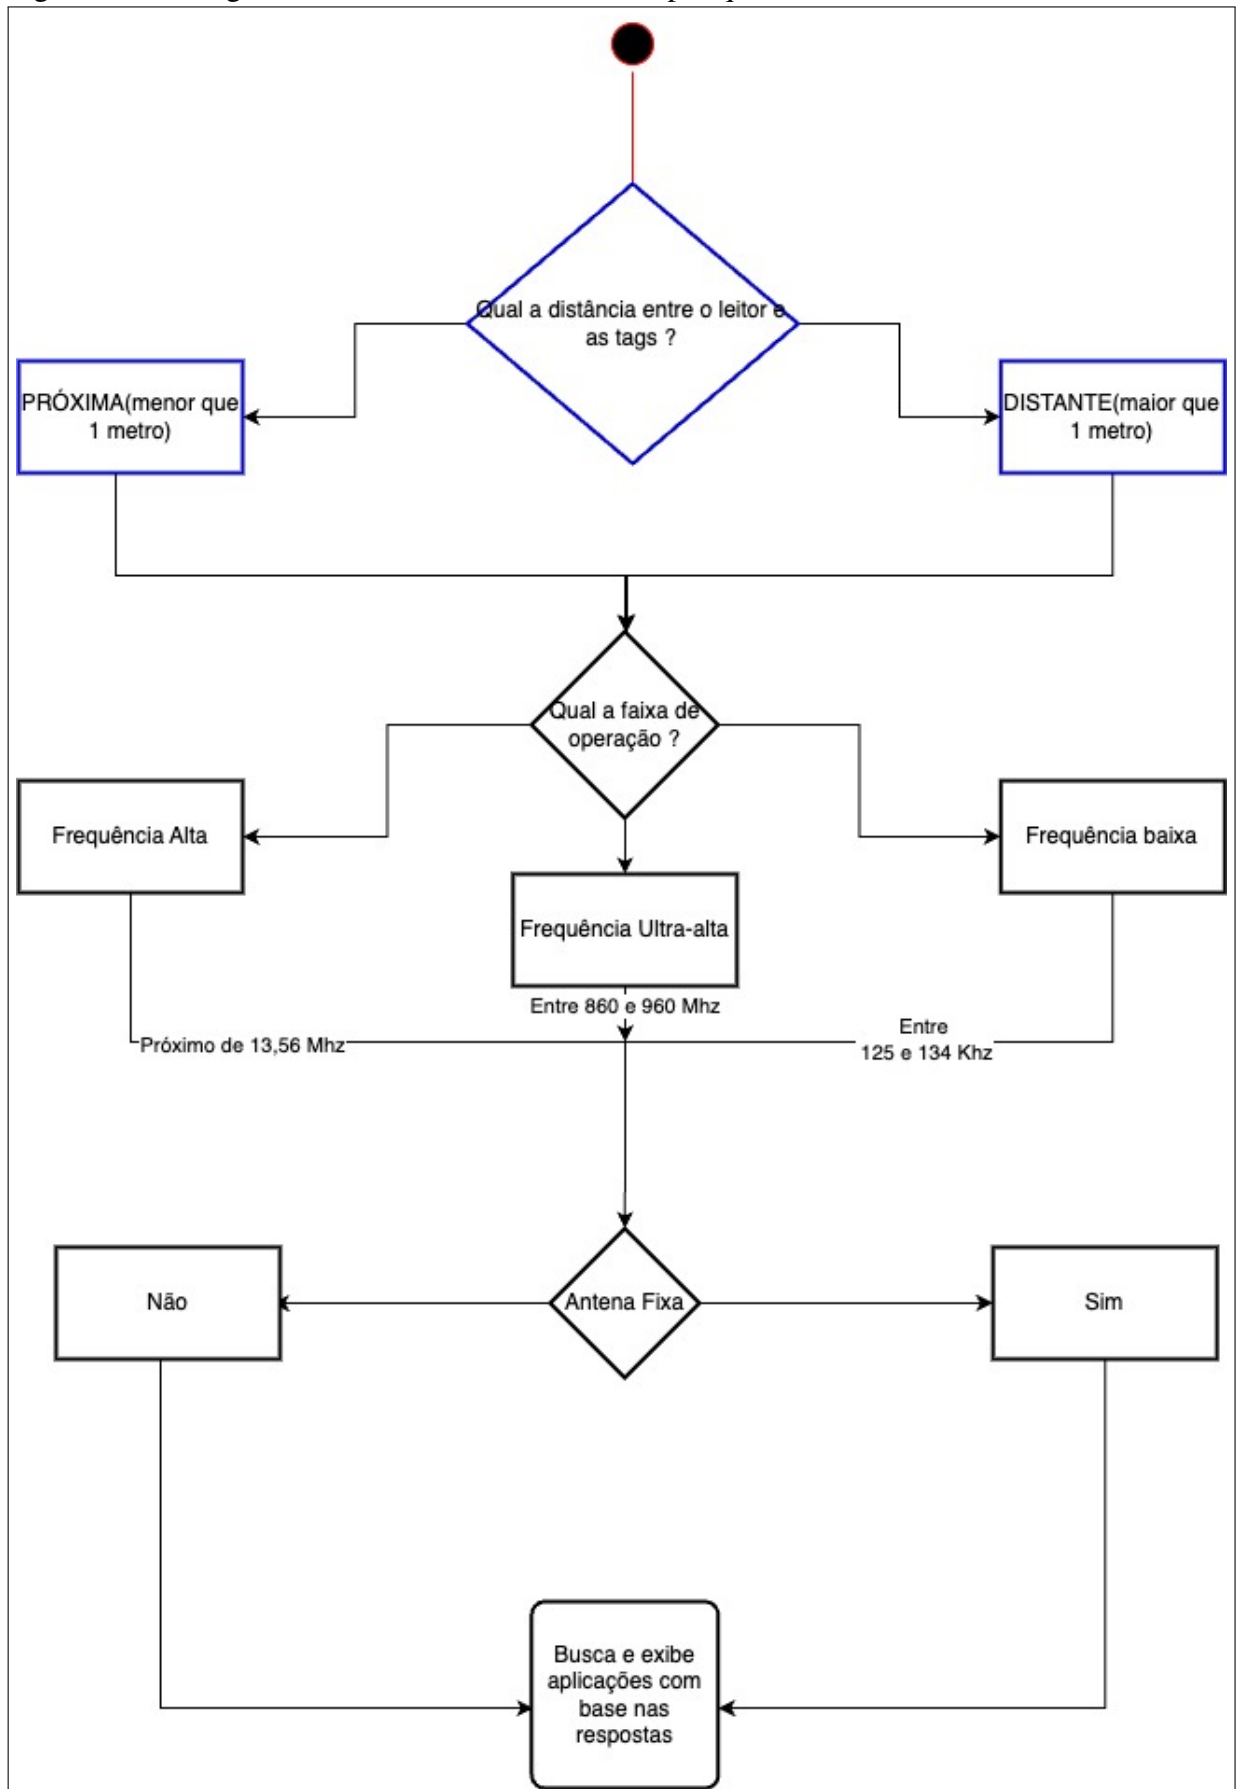 Qual a distância entre o leitor e
as tags ?
PRÓXIMA(menor que
1 metro)
DISTANTE(maior que
1 metro)
Qual a faixa de
operação ?
Frequência Alta
Frequência baixa
Frequência Ultra-alta
Entre 860 e 960 Mhz
Próximo de 13,56 Mhz
Entre
125 e 134 Khz
Não
Antena Fixa
Sim
Busca e exibe
aplicações com
base nas
respostas